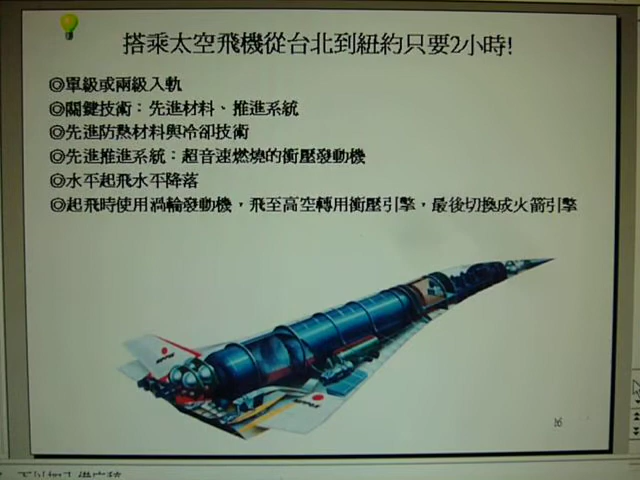 搭乘太空飛機從台北到紐約只要2小時!
◎單級或兩級入軌
◎關鍵技術：先進材料、推進系統
◎先進防熱材料與冷卻技術
◎先進推進系統：超音速燃燒的衝壓發動機
◎水平起飛水平降落
◎起飛時使用渦輪發動機，飛至高空轉用衝壓引擎，最後切換成火箭引擎